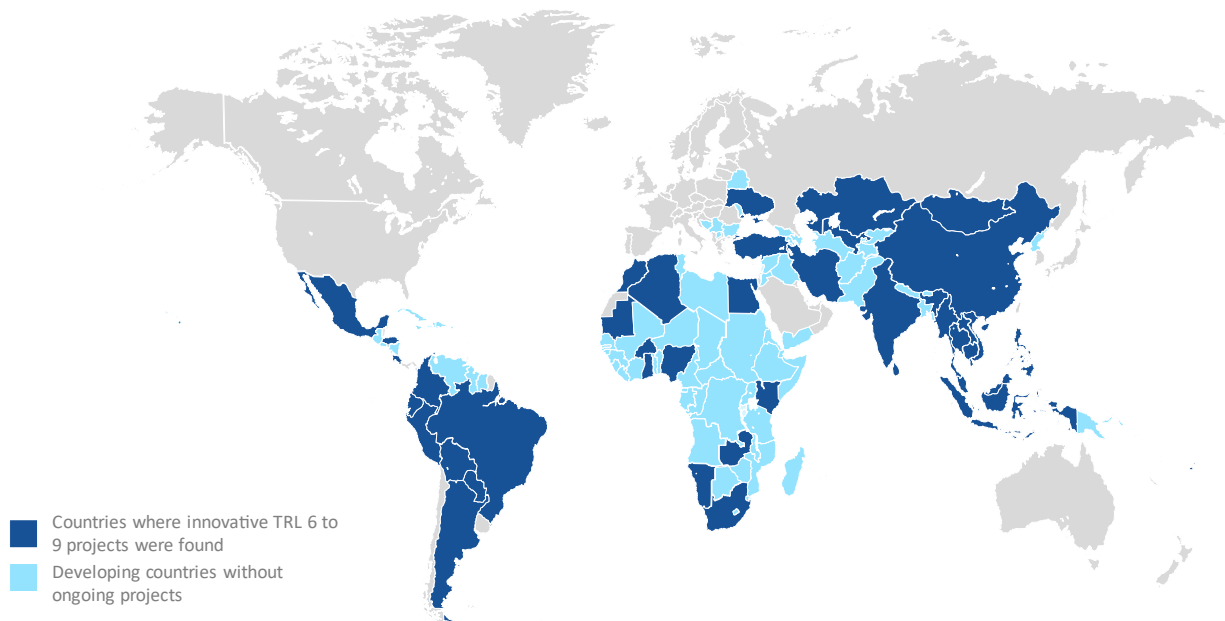 Countries where innovative TRL 6 to
9 projects were found
Developing countries without
ongoing projects